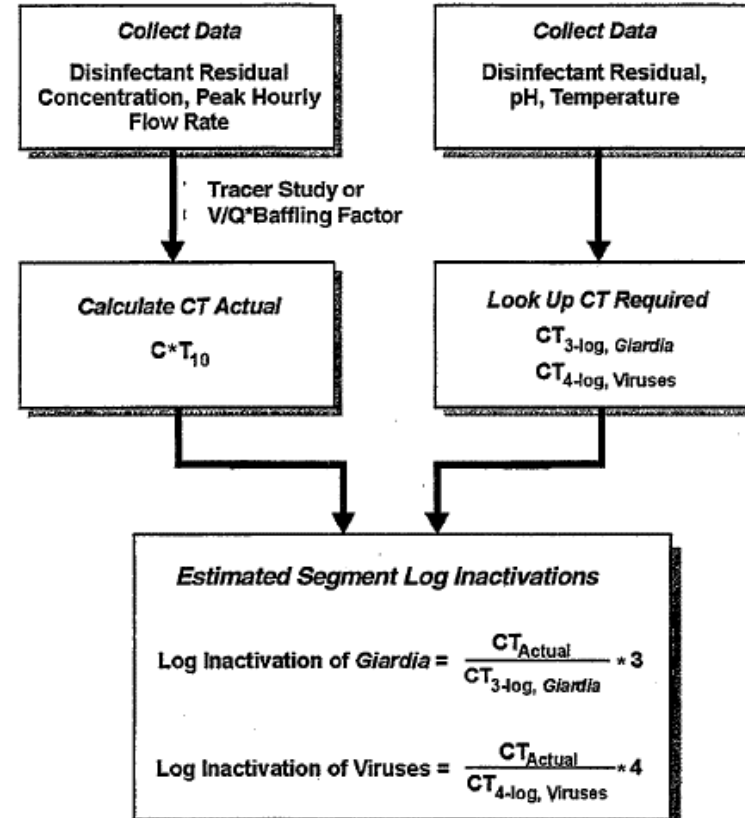 Collect Data
Disinfectant Residual
Concentration, Peak Hourly
Flow Rate
Collect Data
Disinfectant Residual,
pH, Temperature
Tracer Study or
V/Q*Baffling Factor
Calculate CT Actual
C*T10
Look Up CT Required
CT3-log, Giardia
CT4-log, Viruses
Estimated Segment Log Inactivations
Log Inactivation of Giardia = CTActual / CT3-log, Giardia * 3
Log Inactivation of Viruses = CTActual / CT4-log, Viruses * 4